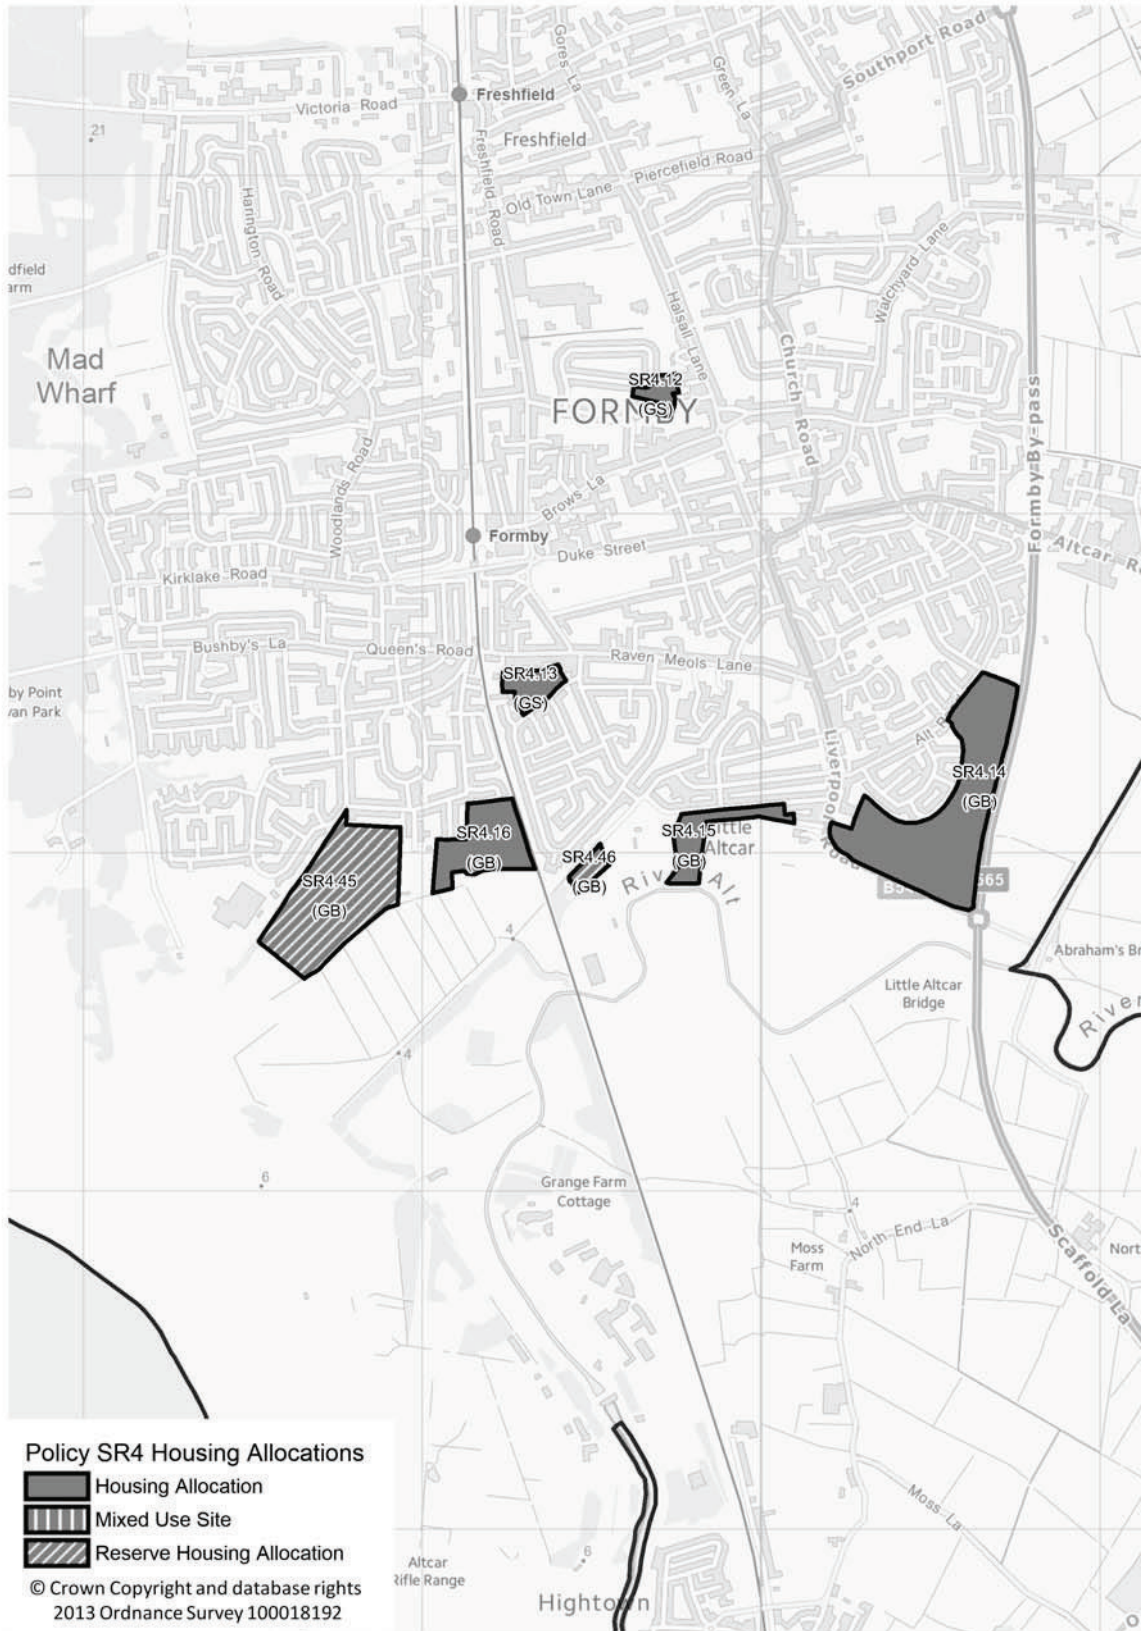 Gores La
Green La
Southport Road
Freshfield
Victoria Road
21
Freshfield
Freshfield Road
Piercefield Road
Old Town Lane
Harington Road
Watchyard Lane
dfield
arm
Halsall Lane
Mad
Wharf
Church Road
SR4.12
FORMBY
(GS)
Formby By-pass
Woodlands Road
Brows La
Formby
Duke Street
Altcar R
Kirklake Road
Bushby's La
Queen's Road
Raven Meols Lane
SR4.13
(GS)
by Point
van Park
Liverpool Road
SR4.14
(GB)
SR4.16
(GB)
SR4.15
(GB)
Little
Altcar
SR4.46
(GB)
SR4.45
(GB)
River Alt
565
4
Abraham's Br
Little Altcar
Bridge
River
4
6
Grange Farm
Cottage
4
North End La
Moss
Farm
Nort
Scaffold La
Moss La
Altcar
Rifle Range
6
Hightown
Policy SR4 Housing Allocations
Housing Allocation
Mixed Use Site
Reserve Housing Allocation
© Crown Copyright and database rights
2013 Ordnance Survey 100018192